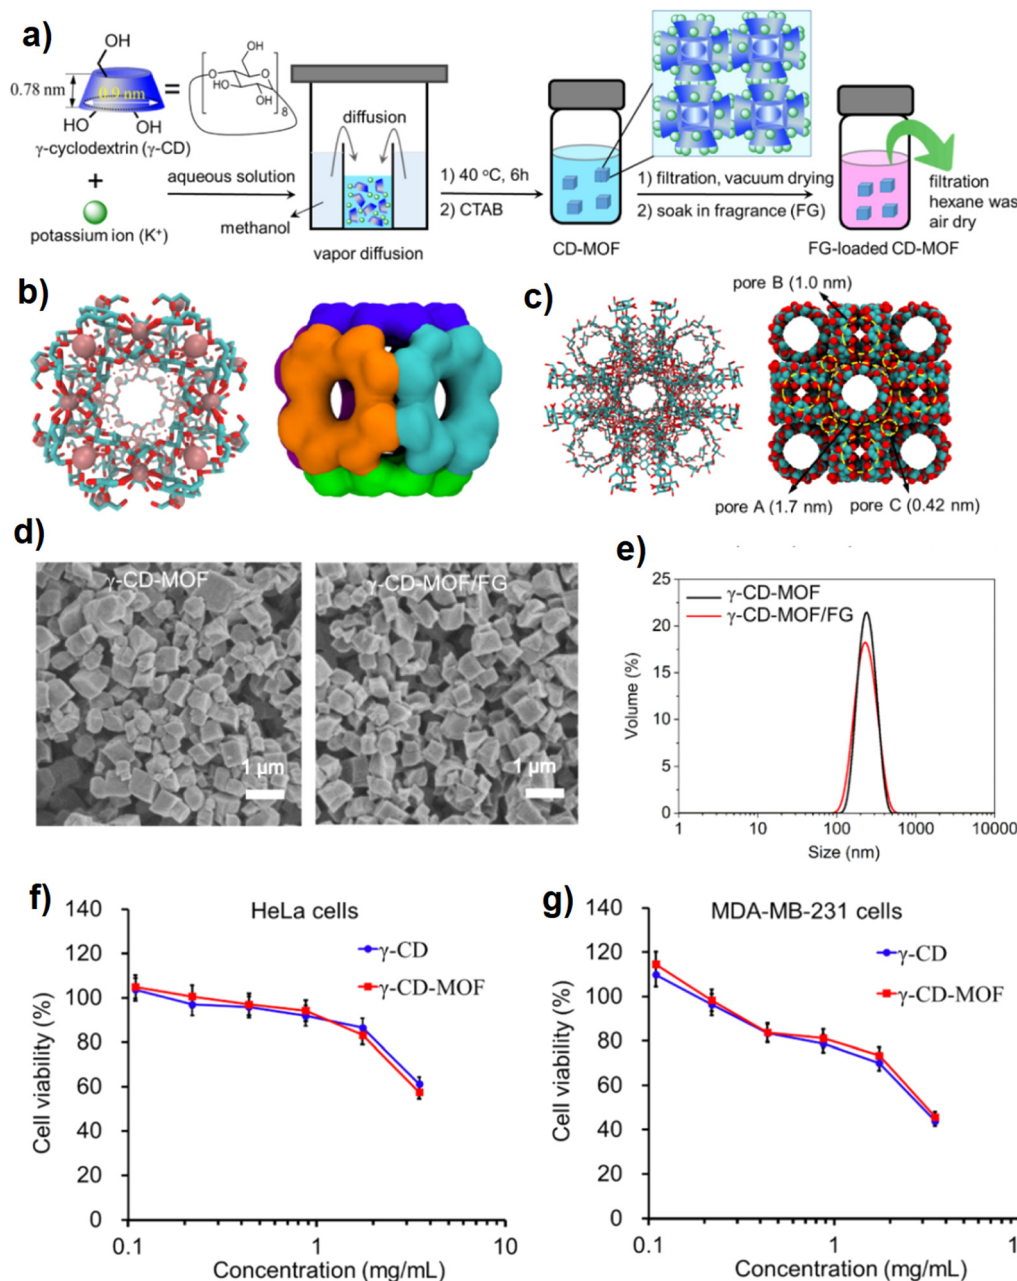 a)
OH
0.78 nm
0.9 nm
HO
OH
=
OH
O
HO
OH
O
8
γ-cyclodextrin (γ-CD)
+
potassium ion (K⁺)
aqueous solution
methanol
diffusion
vapor diffusion
1) 40 °C, 6h
2) CTAB
CD-MOF
1) filtration, vacuum drying
2) soak in fragrance (FG)
FG-loaded CD-MOF
filtration
hexane was
air dry
b)
c)
pore B (1.0 nm)
pore A (1.7 nm)
pore C (0.42 nm)
d)
γ-CD-MOF
1 μm
γ-CD-MOF/FG
1 μm
e)
γ-CD-MOF
γ-CD-MOF/FG
Volume (%)
25
20
15
10
5
0
1
10
100
1000
10000
Size (nm)
f)
HeLa cells
γ-CD
γ-CD-MOF
Cell viability (%)
140
120
100
80
60
40
20
0
0.1
1
10
Concentration (mg/mL)
g)
MDA-MB-231 cells
γ-CD
γ-CD-MOF
Cell viability (%)
140
120
100
80
60
40
20
0
0.1
1
1
Concentration (mg/mL)